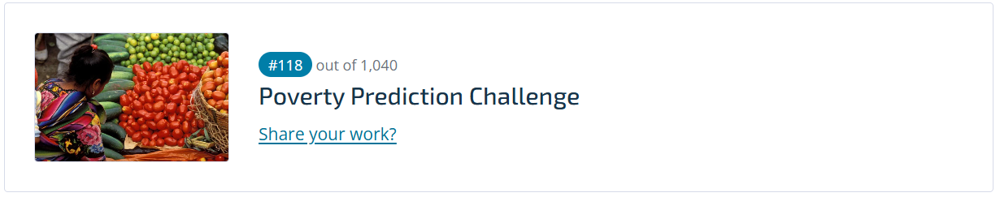 #118 out of 1,040
Poverty Prediction Challenge
Share your work?